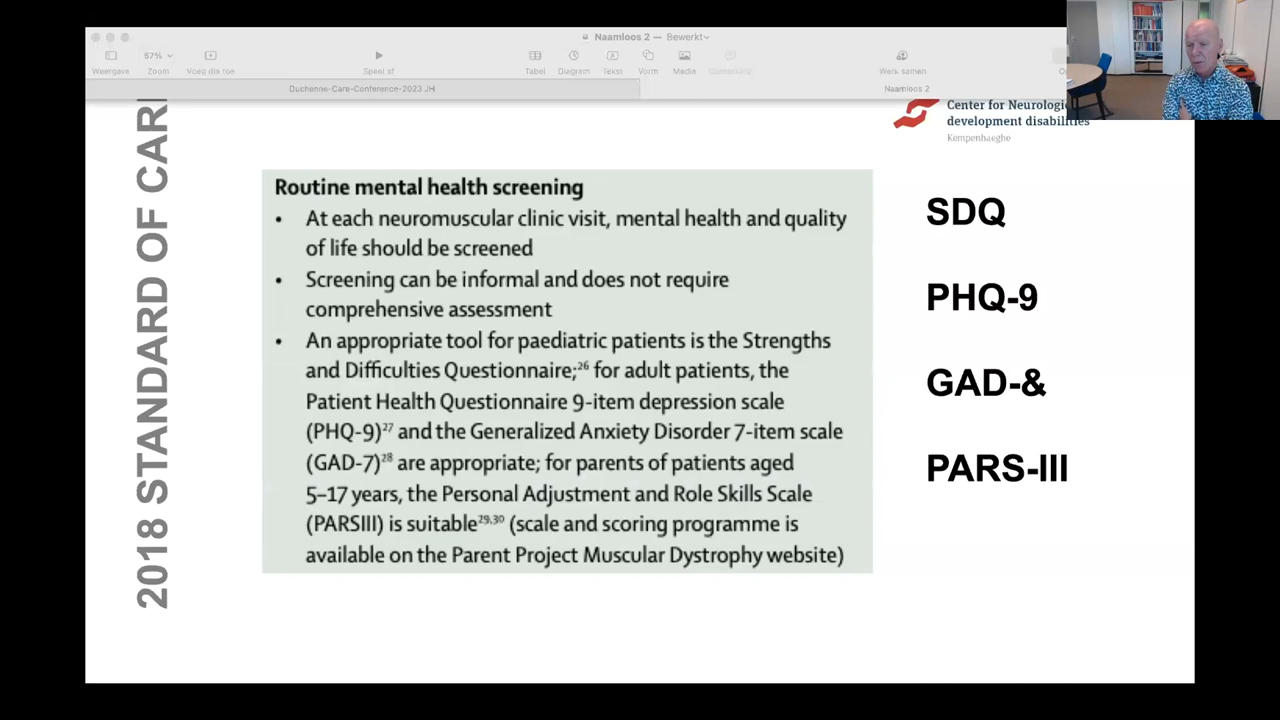 Naamloos 2 — Bewerkt
57%
Weergave Zoom Voeg dia toe Speel af Tabel Diagram Tekst Vorm Media Werk samen
Duchenne-Care-Conference-2023 JH Naamloos 2
Center for Neurologic
development disabilities
Kempenhaeghe
2018 STANDARD OF CARE
Routine mental health screening
• At each neuromuscular clinic visit, mental health and quality
of life should be screened
• Screening can be informal and does not require
comprehensive assessment
• An appropriate tool for paediatric patients is the Strengths
and Difficulties Questionnaire;26 for adult patients, the
Patient Health Questionnaire 9-item depression scale
(PHQ-9)27 and the Generalized Anxiety Disorder 7-item scale
(GAD-7)28 are appropriate; for parents of patients aged
5–17 years, the Personal Adjustment and Role Skills Scale
(PARSIII) is suitable29,30 (scale and scoring programme is
available on the Parent Project Muscular Dystrophy website)
SDQ
PHQ-9
GAD-&
PARS-III